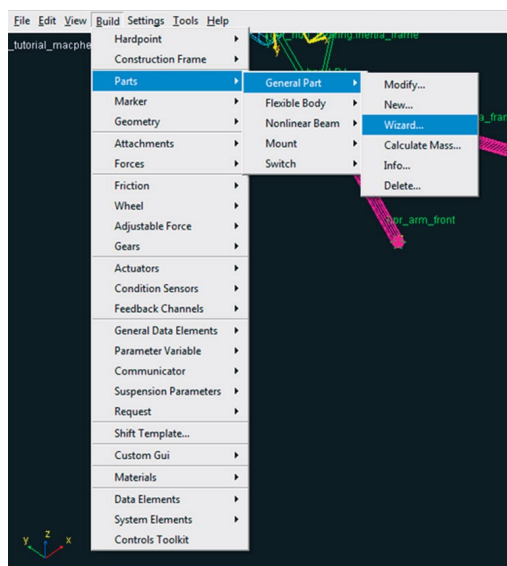 File Edit View Build Settings Tools Help
_tutorial_macphe
Hardpoint
Construction Frame
Parts
Marker
Geometry
Attachments
Forces
Friction
Wheel
Adjustable Force
Gears
Actuators
Condition Sensors
Feedback Channels
General Data Elements
Parameter Variable
Communicator
Suspension Parameters
Request
Shift Template...
Custom Gui
Materials
Data Elements
System Elements
Controls Toolkit
General Part
Flexible Body
Nonlinear Beam
Mount
Switch
Modify...
New...
Wizard...
Calculate Mass...
Info...
Delete...
inertia_frame
a_fran
arm_front
y z x